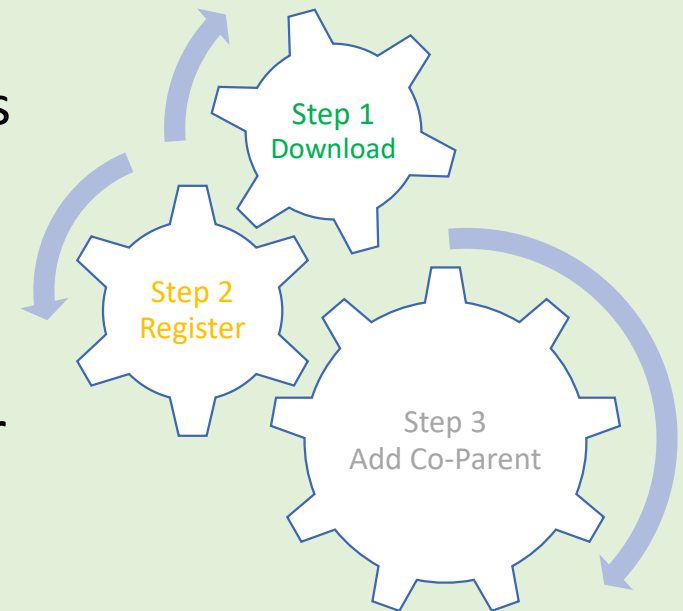 s
Step 1
Download
Step 2
Register
r
Step 3
Add Co-Parent